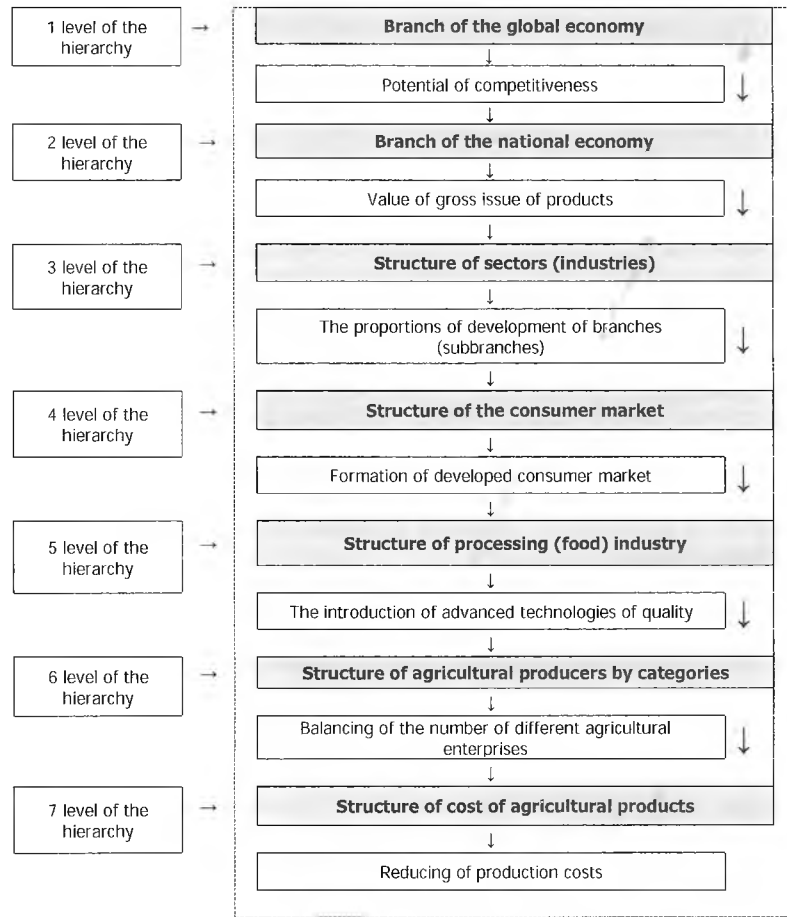 1 level of the
hierarchy
→
Branch of the global economy
↓
Potential of competitiveness
↓
↓
2 level of the
hierarchy
→
Branch of the national economy
↓
Value of gross issue of products
↓
↓
3 level of the
hierarchy
→
Structure of sectors (industries)
↓
The proportions of development of branches
(subbranches)
↓
↓
4 level of the
hierarchy
→
Structure of the consumer market
↓
Formation of developed consumer market
↓
↓
5 level of the
hierarchy
→
Structure of processing (food) industry
↓
The introduction of advanced technologies of quality
↓
↓
6 level of the
hierarchy
→
Structure of agricultural producers by categories
↓
Balancing of the number of different agricultural
enterprises
↓
↓
7 level of the
hierarchy
→
Structure of cost of agricultural products
↓
Reducing of production costs